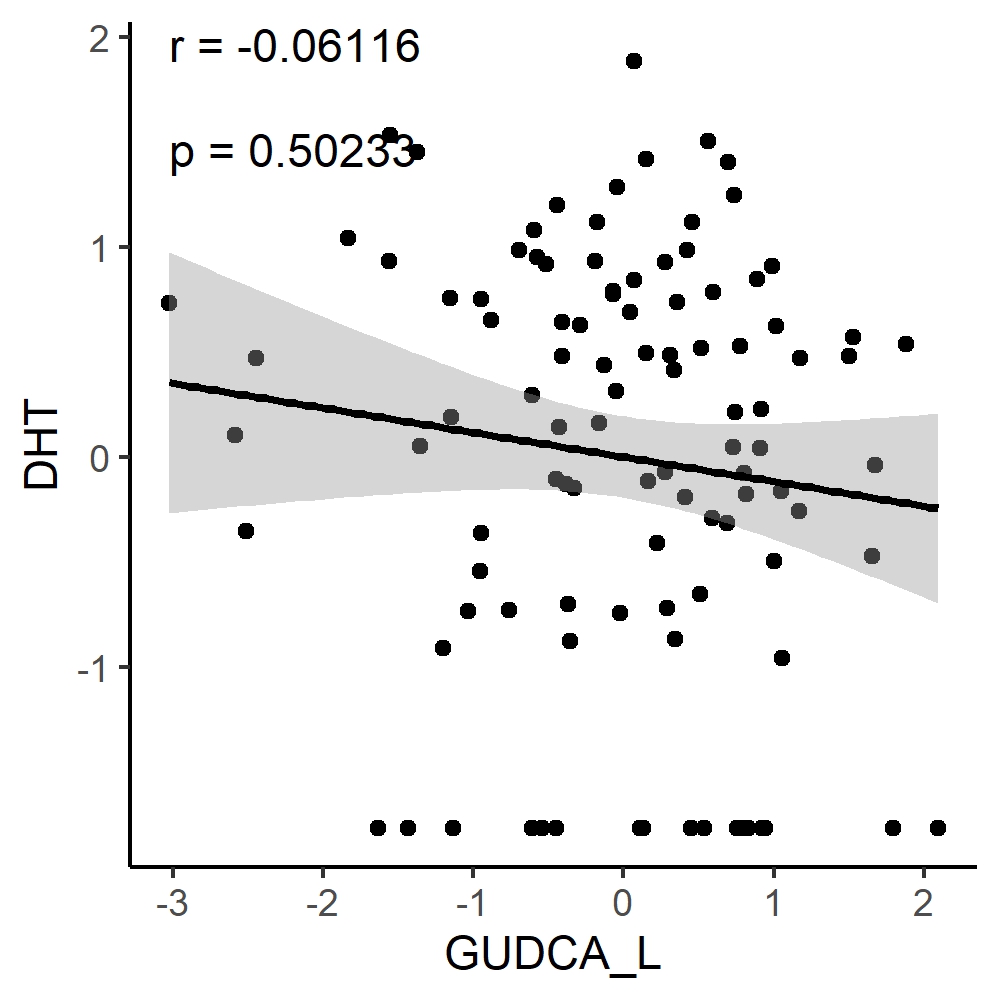 r = -0.06116
p = 0.50233
2
1
0
-1
DHT
-3 -2 -1 0 1 2
GUDCA_L